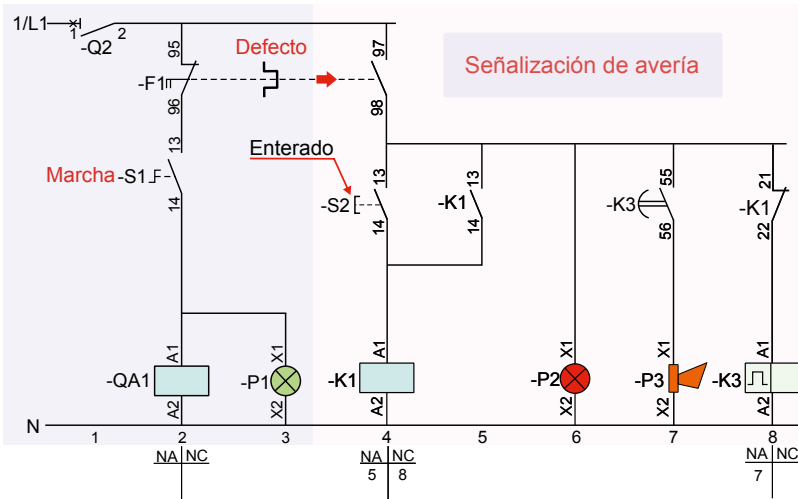 1/L1
1
2
-Q2
95
-F1
96
Defecto
97
98
Señalización de avería
13
Marcha
-S1
14
Enterado
13
-S2
14
13
-K1
14
55
-K3
56
21
-K1
22
A1
-QA1
A2
X1
-P1
X2
A1
-K1
A2
X1
-P2
X2
X1
-P3
X2
A1
-K3
A2
N
1 2 3 4 5 6 7 8
NA NC
NA NC
5 8
NA NC
7